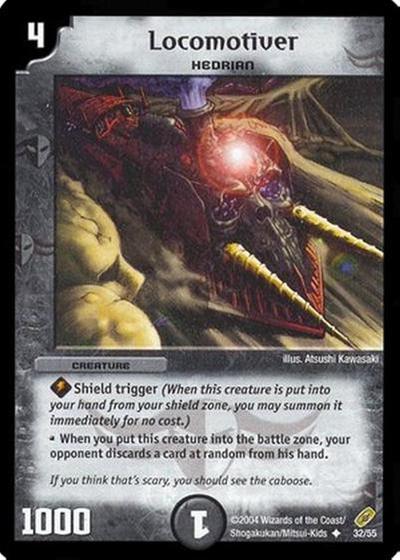 4
Locomotiver
HEDRIAN
illus. Atsushi Kawasaki
CREATURE
Shield trigger (When this creature is put into
your hand from your shield zone, you may summon it
immediately for no cost.)
▪ When you put this creature into the battle zone, your
opponent discards a card at random from his hand.
If you think that's scary, you should see the caboose.
1000
1
©2004 Wizards of the Coast/
Shogakukan/Mitsui-Kids ♦ 32/55